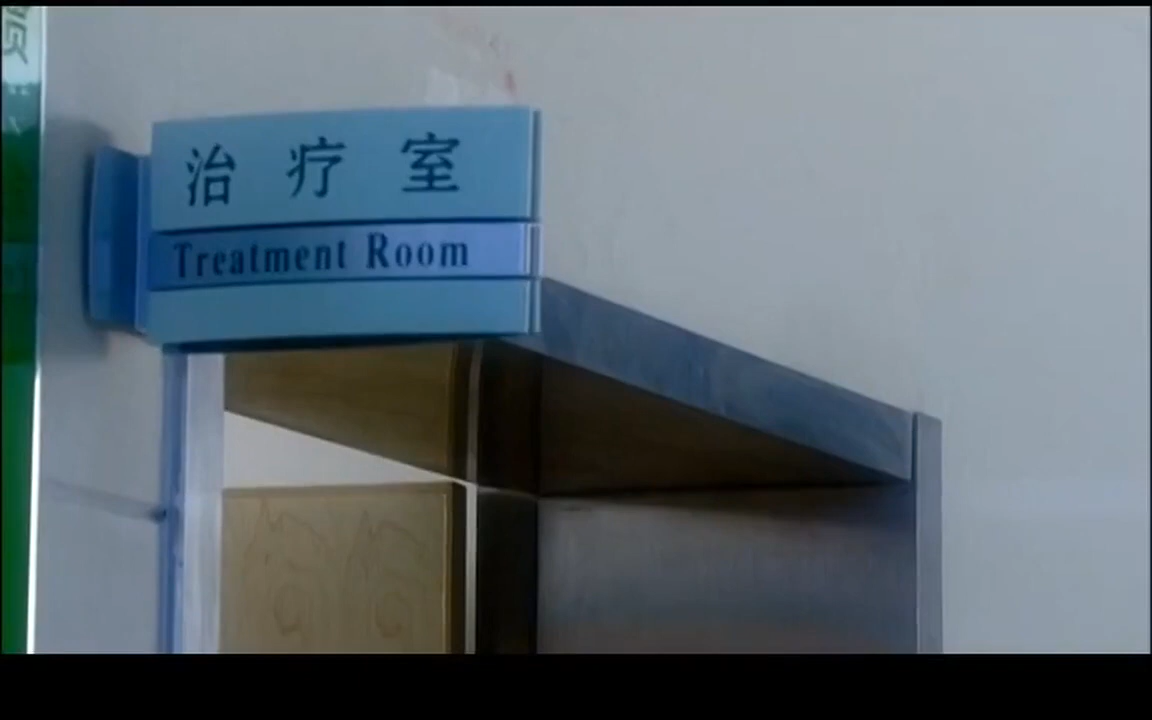 治疗室
Treatment Room